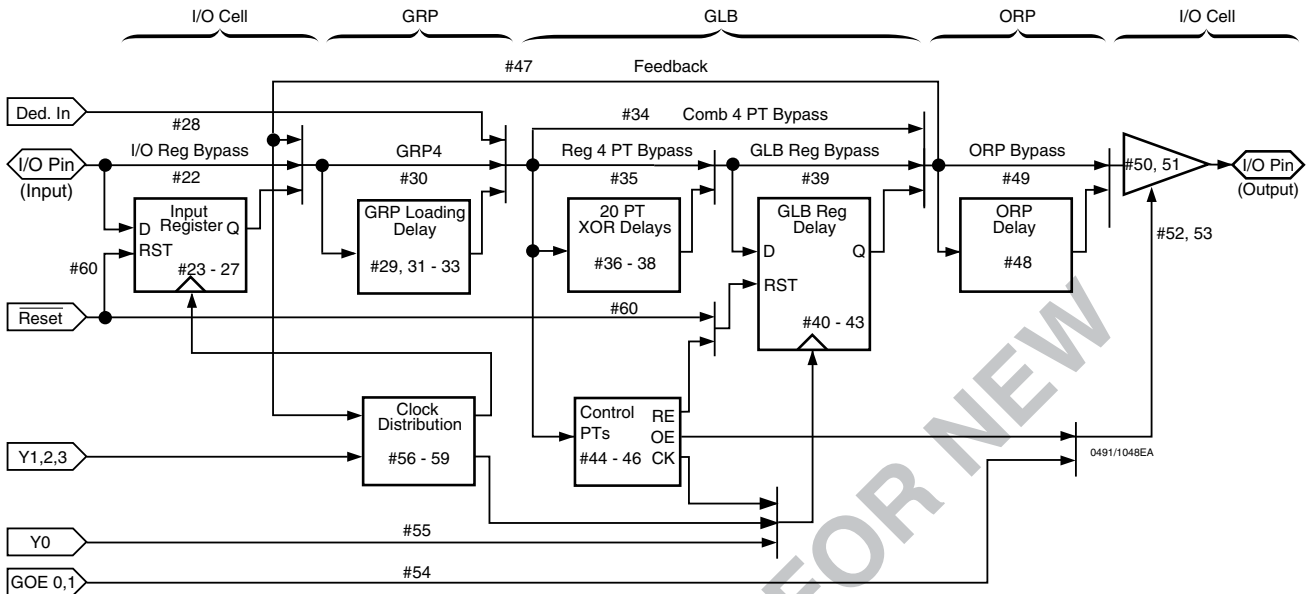 I/O Cell GRP GLB ORP I/O Cell
#47 Feedback
Ded. In
#28
#34 Comb 4 PT Bypass
I/O Pin
(Input)
I/O Reg Bypass
#22
GRP4
#30
Reg 4 PT Bypass
#35
GLB Reg Bypass
#39
ORP Bypass
#49
#50, 51
I/O Pin
(Output)
Input
Register
D
Q
RST
#23 - 27
#60
GRP Loading
Delay
#29, 31 - 33
20 PT
XOR Delays
#36 - 38
GLB Reg
Delay
D
Q
RST
#40 - 43
ORP
Delay
#48
#52, 53
Reset
#60
Clock
Distribution
#56 - 59
Control
PTs
#44 - 46
RE
OE
CK
0491/1048EA
Y1,2,3
Y0
#55
GOE 0,1
#54
FOR NEW